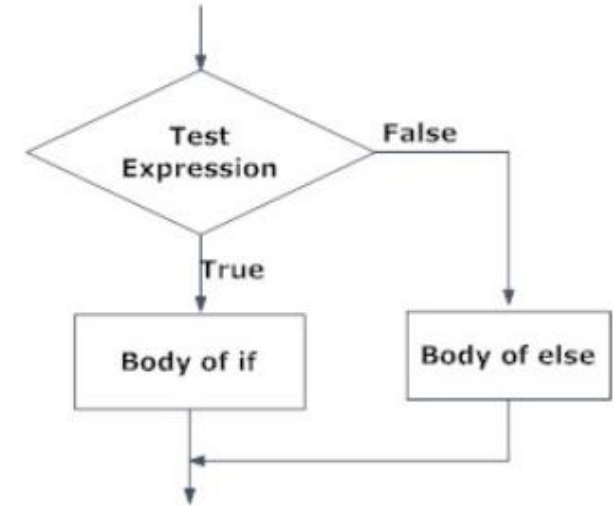 Test
Expression
False
True
Body of if
Body of else